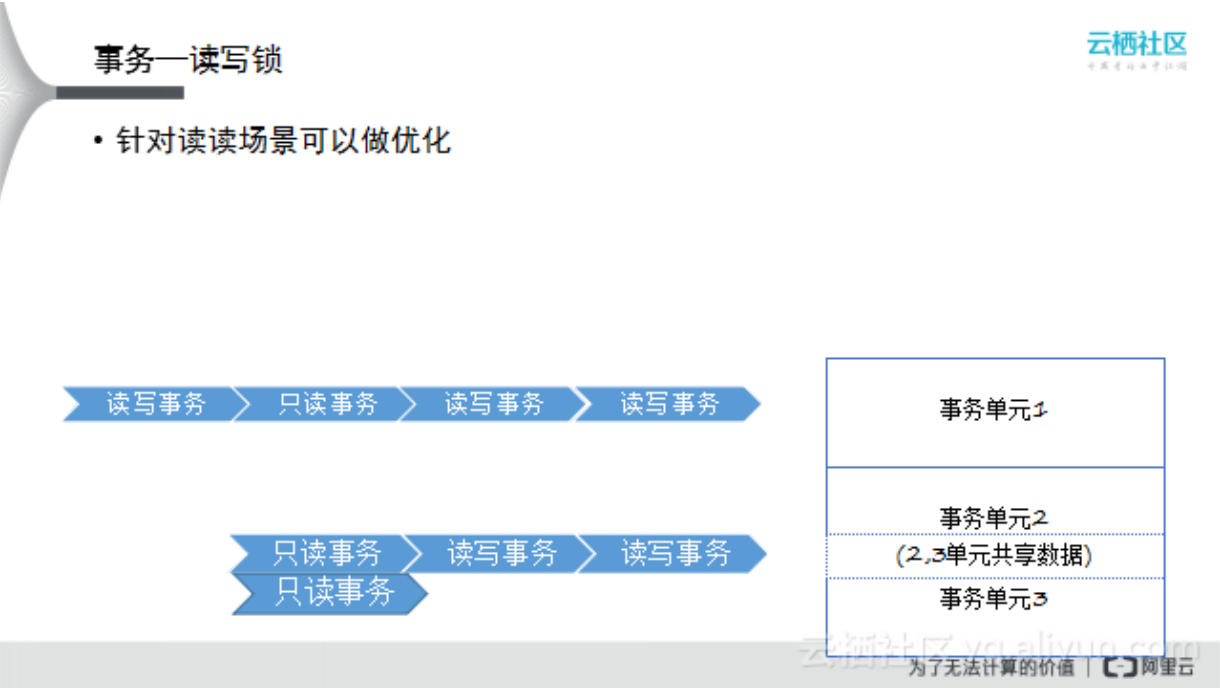 事务—读写锁
云栖社区
• 针对读读场景可以做优化
读写事务 只读事务 读写事务 读写事务
事务单元1
只读事务 读写事务 读写事务
只读事务
事务单元2
(2,3单元共享数据)
事务单元3
云栖社区 yq.aliyun.com
为了无法计算的价值 | 阿里云